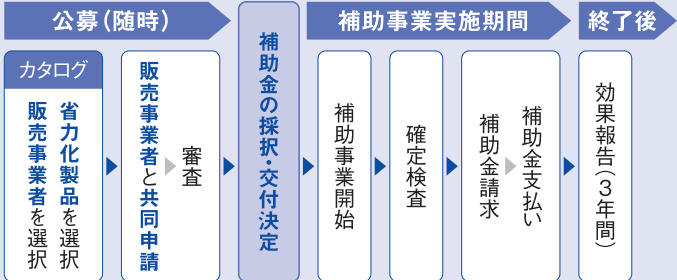 公募（随時）
補助事業実施期間
終了後
カタログ
省力化製品を選択
販売事業者を選択
販売事業者と共同申請
審査
補助金の採択・交付決定
補助事業開始
確定検査
補助金請求
補助金支払い
効果報告（3年間）